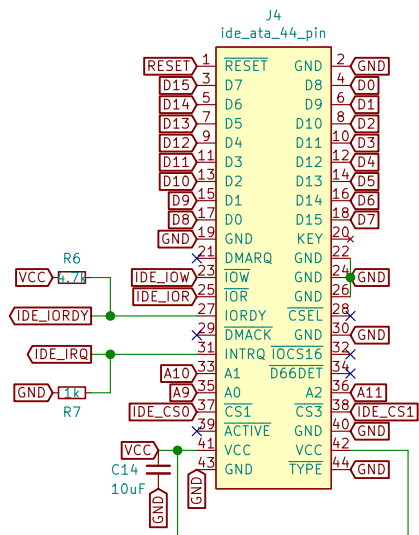 J4
ide_ata_44_pin
RESET 1 RESET GND 2 GND
D15 3 D7 D8 4 D0
D14 5 D6 D9 6 D1
D13 7 D5 D10 8 D2
D12 9 D4 D11 10 D3
D11 11 D3 D12 12 D4
D10 13 D2 D13 14 D5
D9 15 D1 D14 16 D6
D8 17 D0 D15 18 D7
GND 19 GND KEY 20
21 DMARQ GND 22
R6
VCC 4.7k IDE_IOW 23 IOW GND 24 GND
IDE_IOR 25 IOR GND 26
IDE_IORDY 27 IORDY CSEL 28
29 DMACK GND 30 GND
IDE_IRQ 31 INTRQ IOCS16 32
A10 33 A1 D66DET 34
GND 1k A9 35 A0 A2 36 A11
R7
IDE_CS0 37 CS1 CS3 38 IDE_CS1
39 ACTIVE GND 40 GND
VCC 41 VCC VCC 42
C14 43 GND TYPE 44 GND
10uF
GND GND